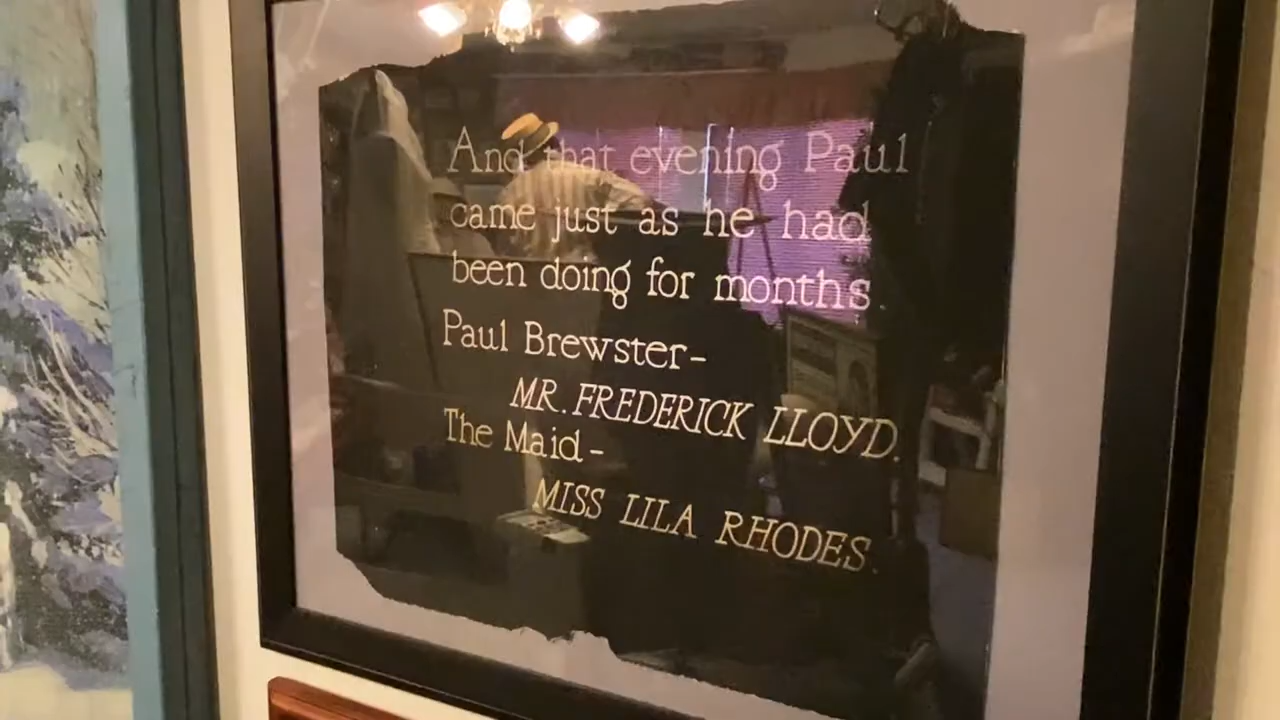 And that evening Paul
came just as he had
been doing for months.
Paul Brewster-
MR. FREDERICK LLOYD.
The Maid-
MISS LILA RHODES.